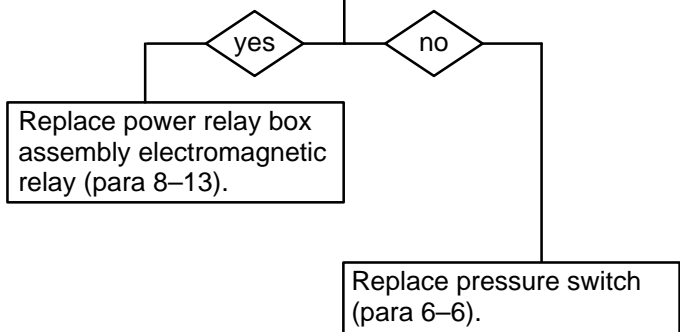 yes
no
Replace power relay box
assembly electromagnetic
relay (para 8–13).
Replace pressure switch
(para 6–6).